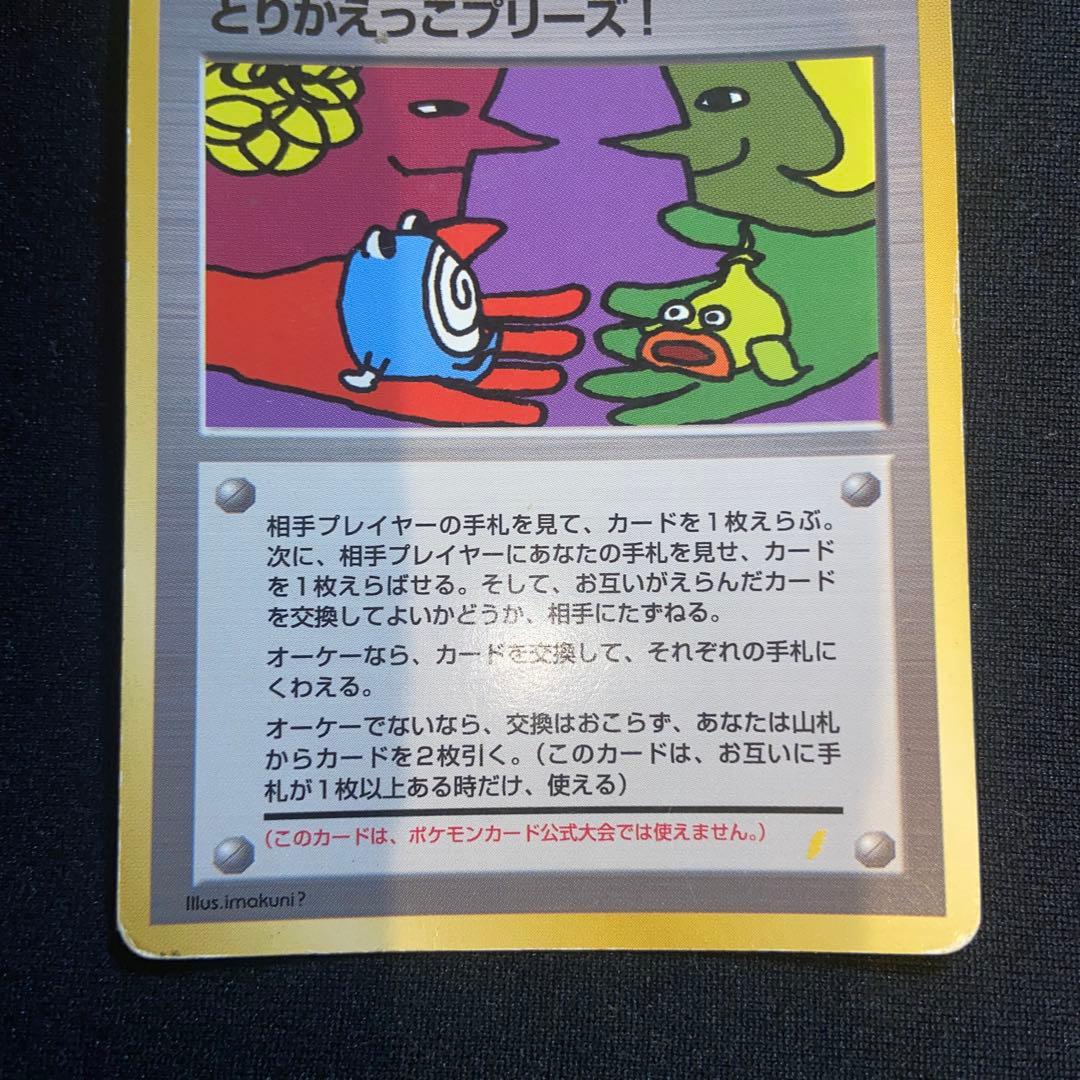 とりかえっこプリーズ！
相手プレイヤーの手札を見て、カードを1枚えらぶ。
次に、相手プレイヤーにあなたの手札を見せ、カード
を1枚えらばせる。そして、お互いがえらんだカード
を交換してよいかどうか、相手にたずねる。
オーケーなら、カードを交換して、それぞれの手札に
くわえる。
オーケーでないなら、交換はおこらず、あなたは山札
からカードを2枚引く。（このカードは、お互いに手
札が1枚以上ある時だけ、使える）
（このカードは、ポケモンカード公式大会では使えません。）
Illus.imakuni?